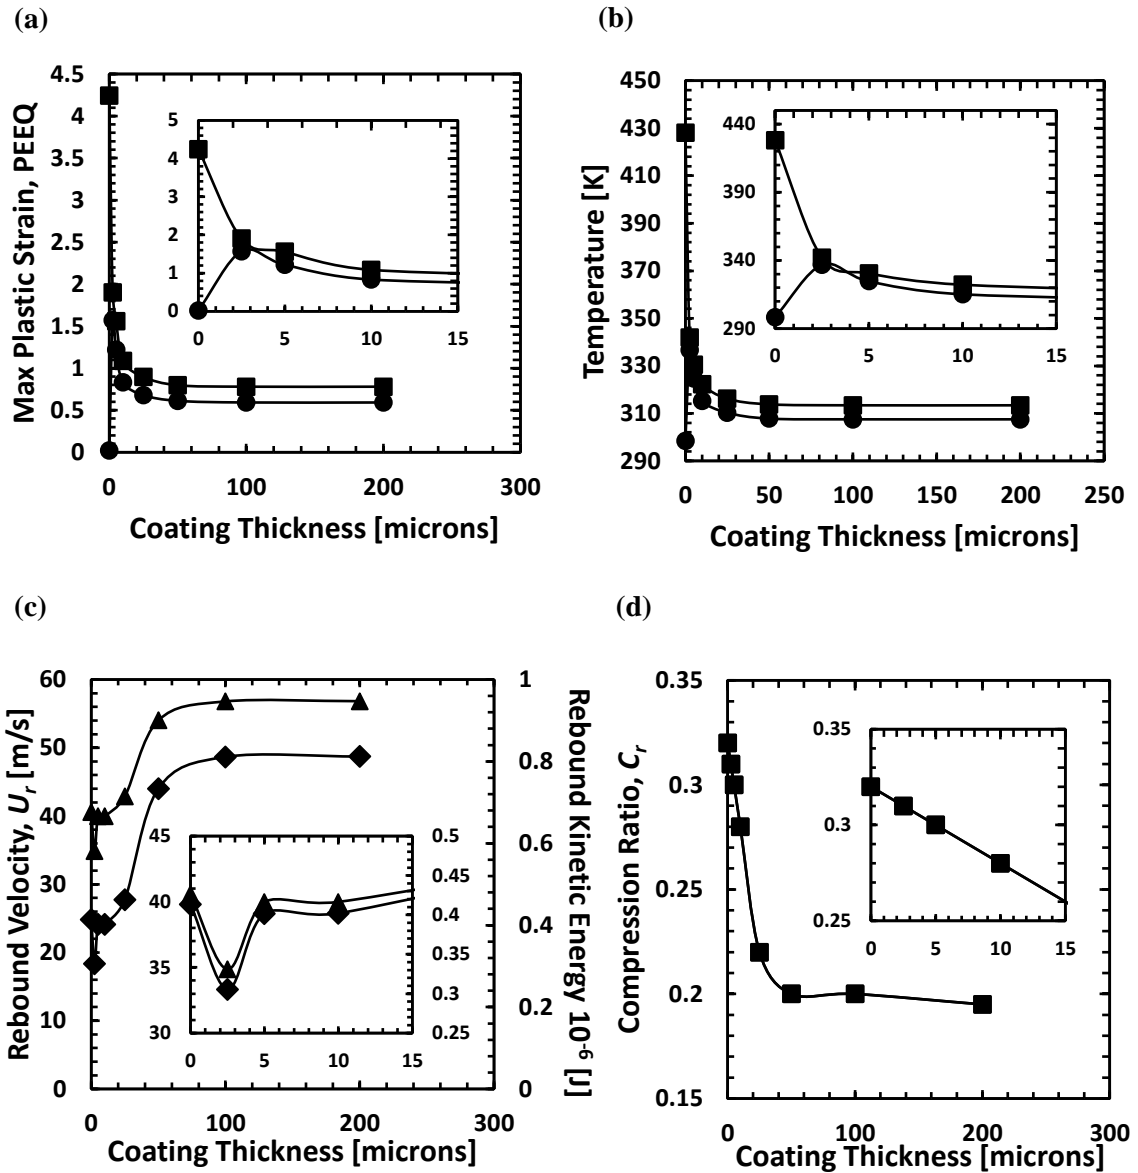 (a)
4.5
4
3.5
3
2.5
2
1.5
1
0.5
0
Max Plastic Strain, PEEQ
5
4
3
2
1
0
0 5 10 15
0 100 200 300
Coating Thickness [microns]
(b)
450
430
410
390
370
350
330
310
290
Temperature [K]
440
390
340
290
0 5 10 15
0 50 100 150 200 250
Coating Thickness [microns]
(c)
60
50
40
30
20
10
0
Rebound Velocity, Ur [m/s]
45
40
35
30
0 5 10 15
0.5
0.45
0.4
0.35
0.3
0.25
1
0.8
0.6
0.4
0.2
0
Rebound Kinetic Energy 10-6 [J]
0 100 200 300
Coating Thickness [microns]
(d)
0.35
0.3
0.25
0.2
0.15
Compression Ratio, Cr
0.35
0.3
0.25
0 5 10 15
0 100 200 300
Coating Thickness [microns]